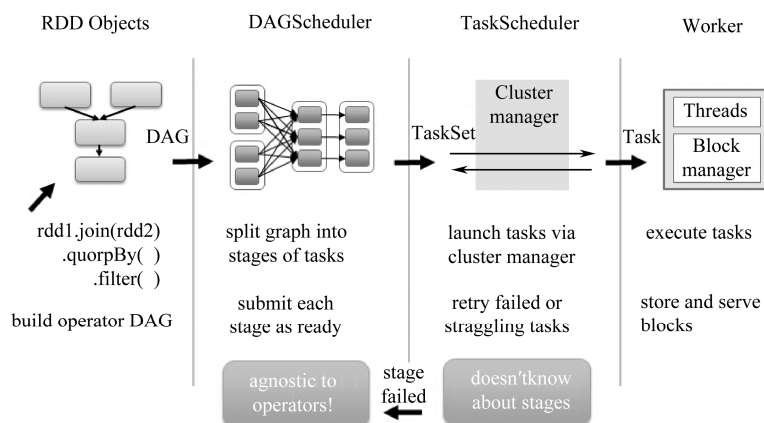 RDD Objects
DAGScheduler
TaskScheduler
Worker
DAG
TaskSet
Cluster
manager
Task
Threads
Block
manager
rdd1.join(rdd2)
.quorpBy( )
.filter( )
build operator DAG
split graph into
stages of tasks
submit each
stage as ready
launch tasks via
cluster manager
retry failed or
straggling tasks
execute tasks
store and serve
blocks
agnostic to
operators!
stage
failed
doesn'tknow
about stages